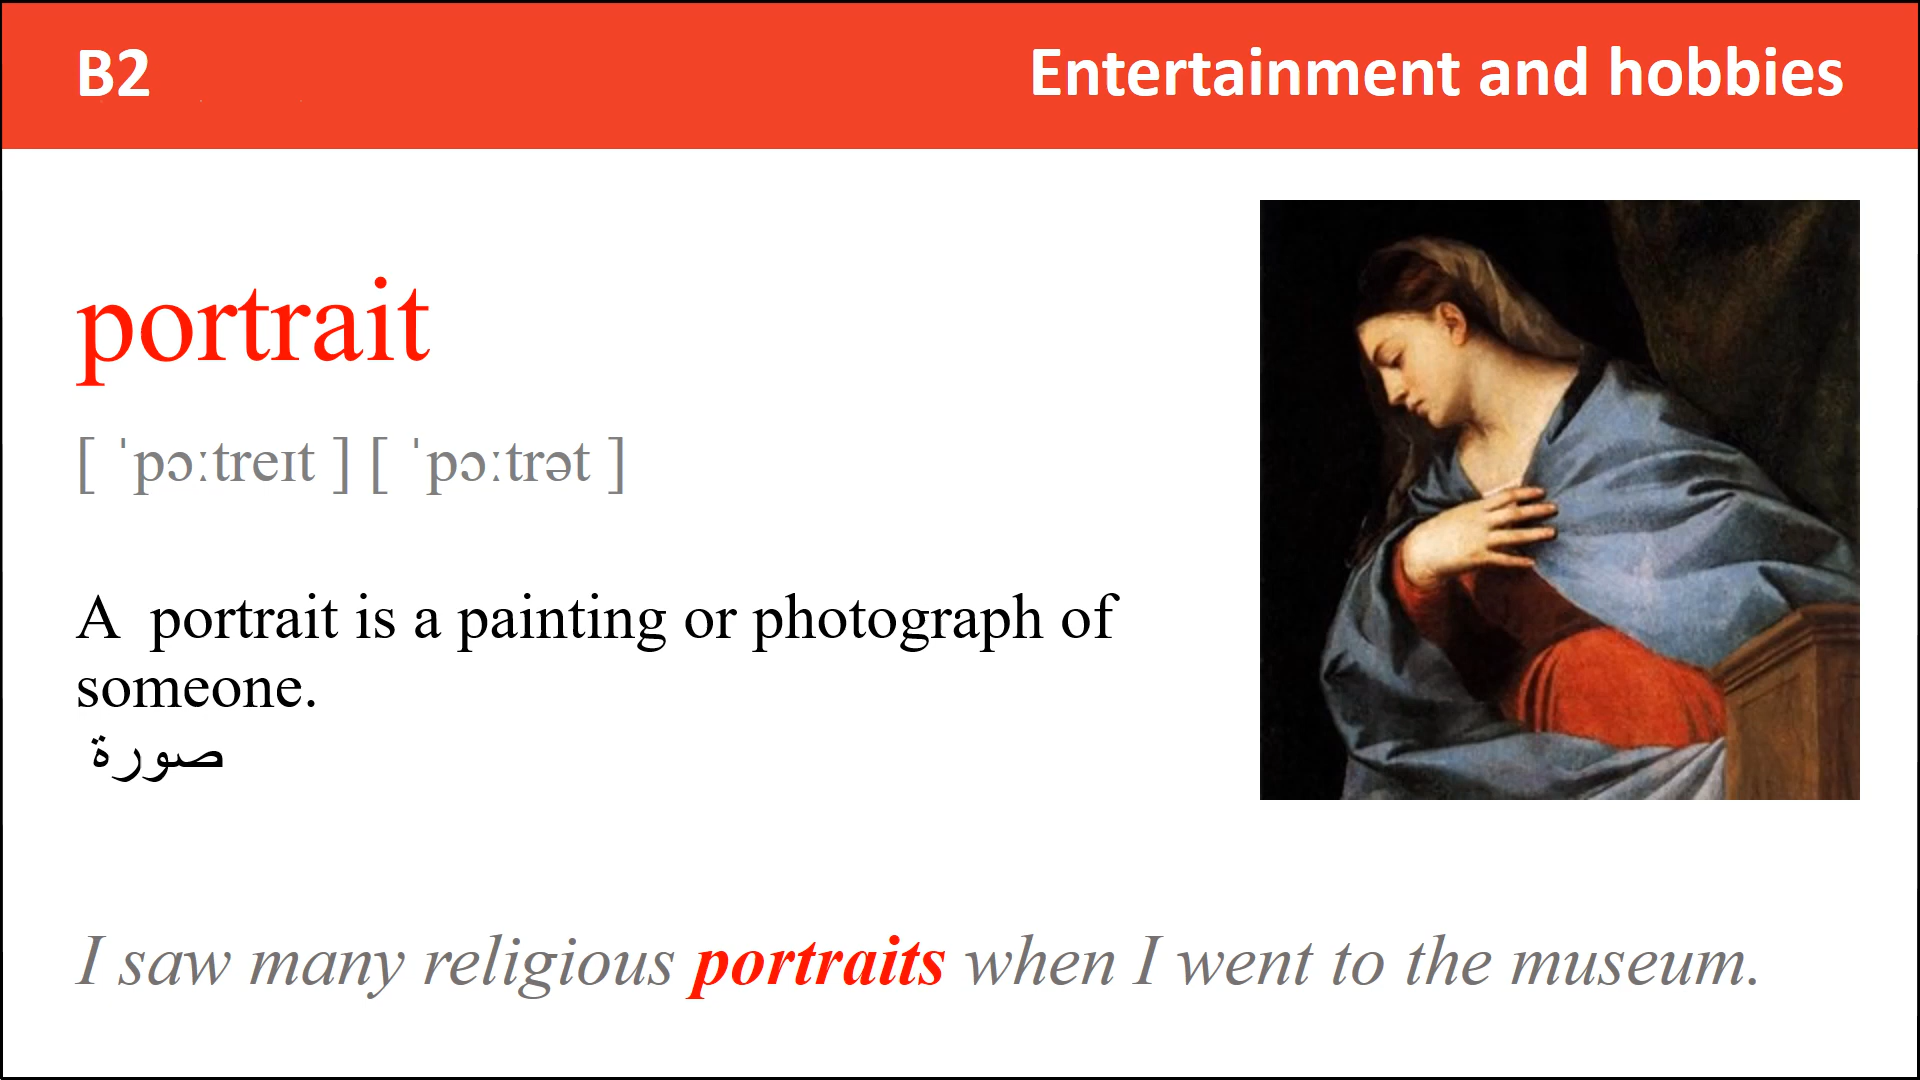 B2
Entertainment and hobbies
portrait
[ ˈpɔːtreɪt ] [ ˈpɔːtrət ]
A  portrait is a painting or photograph of
someone.
صورة
I saw many religious portraits when I went to the museum.